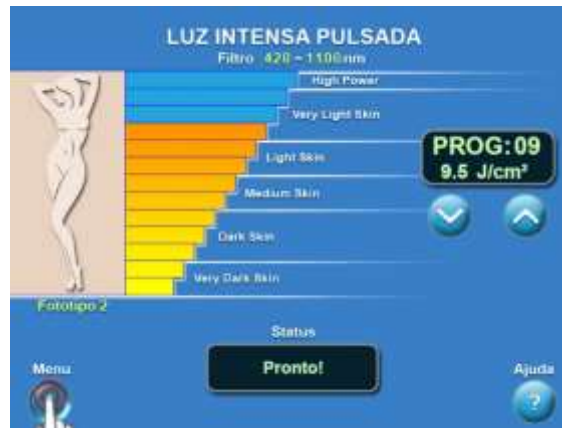 LUZ INTENSA PULSADA
Filtro 420 - 1100nm
High Power
Very Light Skin
Light Skin
Medium Skin
Dark Skin
Very Dark Skin
PROG:09
9.5 J/cm²
Fototipo 2
Status
Pronto!
Menu
Ajuda
?